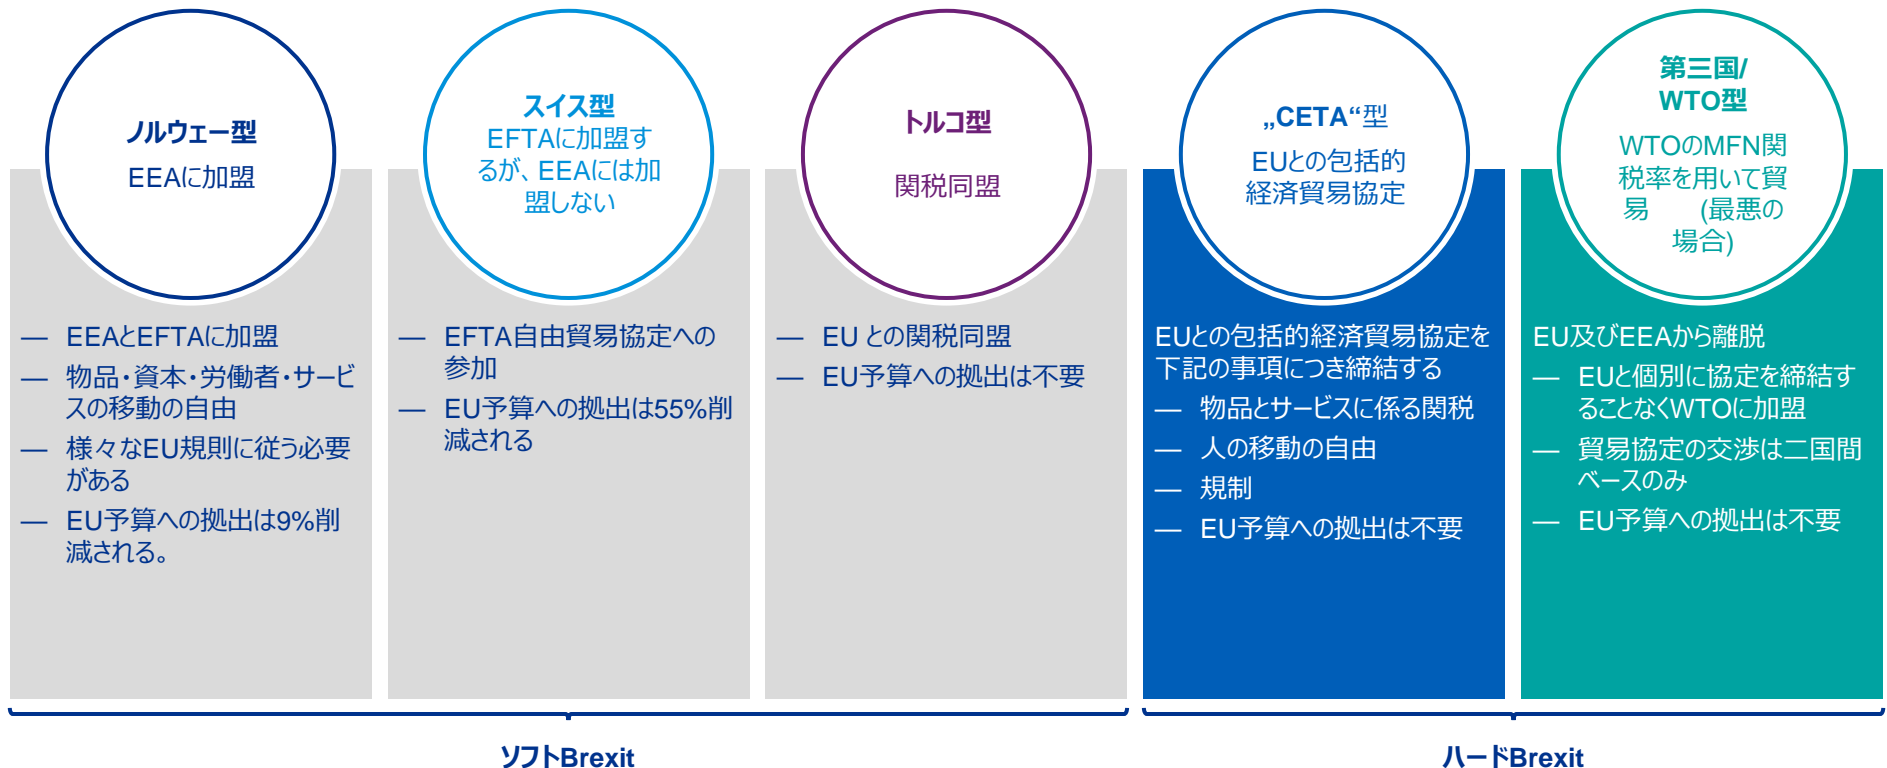 ノルウェー型
EEAに加盟
― EEAとEFTAに加盟
― 物品・資本・労働者・サービ
スの移動の自由
― 様々なEU規則に従う必要
がある
― EU予算への拠出は9%削
減される。
スイス型
EFTAに加盟す
るが、EEAには加
盟しない
― EFTA自由貿易協定への
参加
― EU予算への拠出は55%削
減される
トルコ型
関税同盟
― EU との関税同盟
― EU予算への拠出は不要
„CETA“型
EUとの包括的
経済貿易協定
EUとの包括的経済貿易協定を
下記の事項につき締結する
― 物品とサービスに係る関税
― 人の移動の自由
― 規制
― EU予算への拠出は不要
第三国/
WTO型
WTOのMFN関
税率を用いて貿
易 (最悪の
場合)
EU及びEEAから離脱
― EUと個別に協定を締結す
ることなくWTOに加盟
― 貿易協定の交渉は二国間
ベースのみ
― EU予算への拠出は不要
ソフトBrexit
ハードBrexit